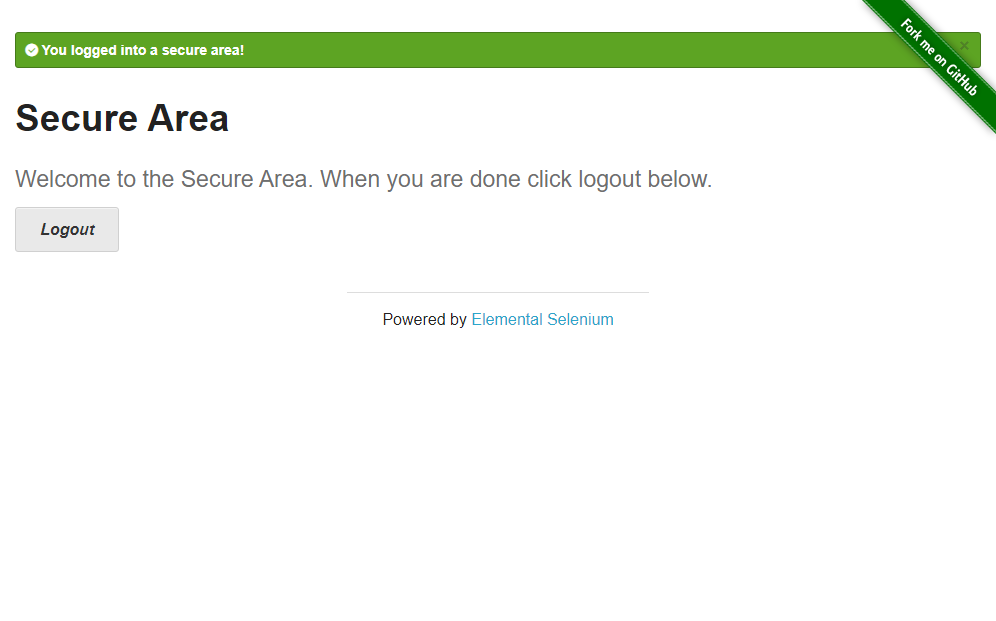 You logged into a secure area!
×
Fork me on GitHub
Secure Area
Welcome to the Secure Area. When you are done click logout below.
Logout
Powered by Elemental Selenium